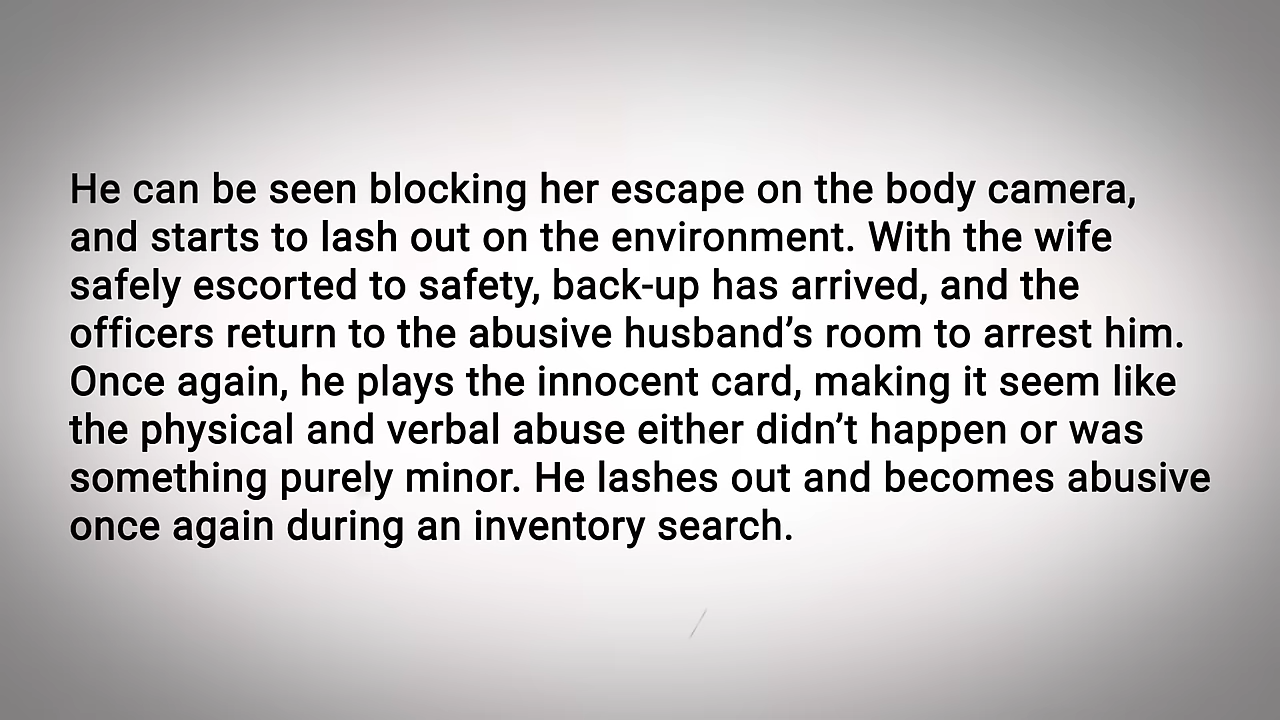 He can be seen blocking her escape on the body camera,
and starts to lash out on the environment. With the wife
safely escorted to safety, back-up has arrived, and the
officers return to the abusive husband’s room to arrest him.
Once again, he plays the innocent card, making it seem like
the physical and verbal abuse either didn’t happen or was
something purely minor. He lashes out and becomes abusive
once again during an inventory search.